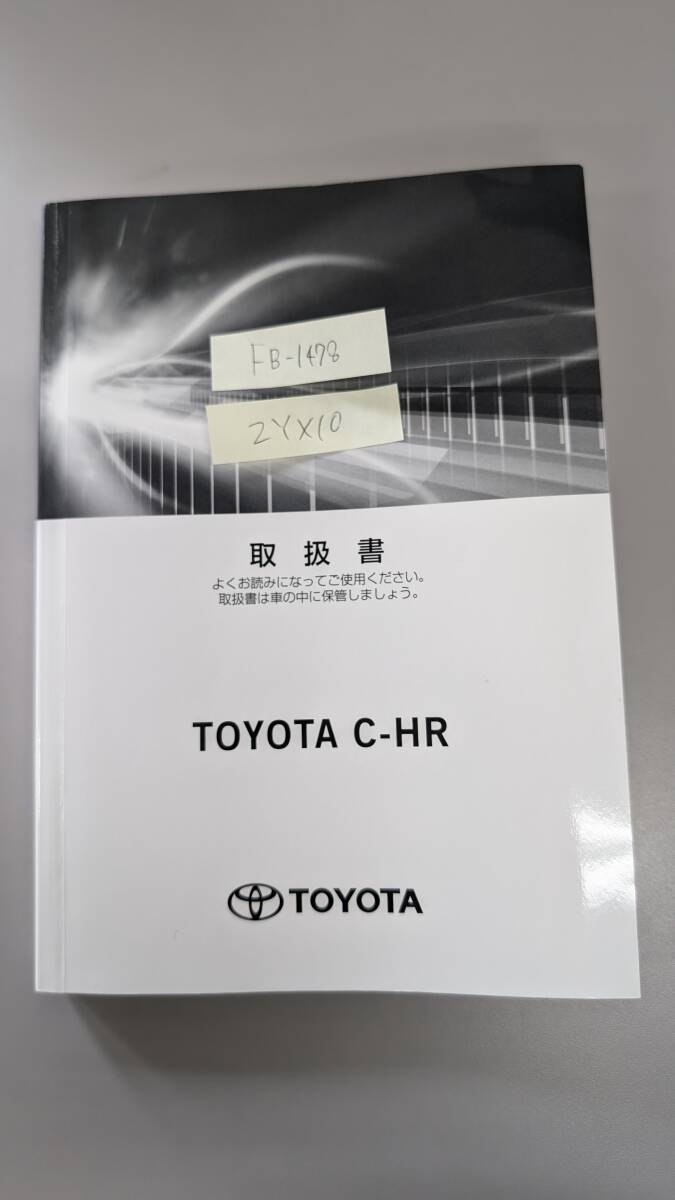 FB-1478
ZYX10
取扱書
よくお読みになってご使用ください。
取扱書は車の中に保管しましょう。
TOYOTA C-HR
TOYOTA